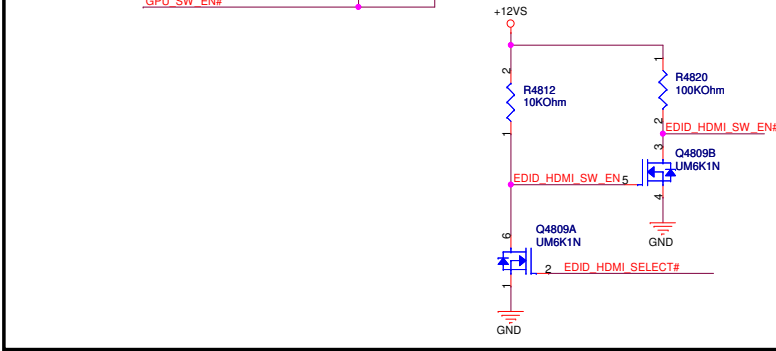 GPU_SW_EN#
+12VS
2
R4812
10KOhm
1
1
R4820
100KOhm
2
EDID_HDMI_SW_EN#
3
Q4809B
UM6K1N
EDID_HDMI_SW_EN
5
4
GND
6
Q4809A
UM6K1N
2
EDID_HDMI_SELECT#
1
GND